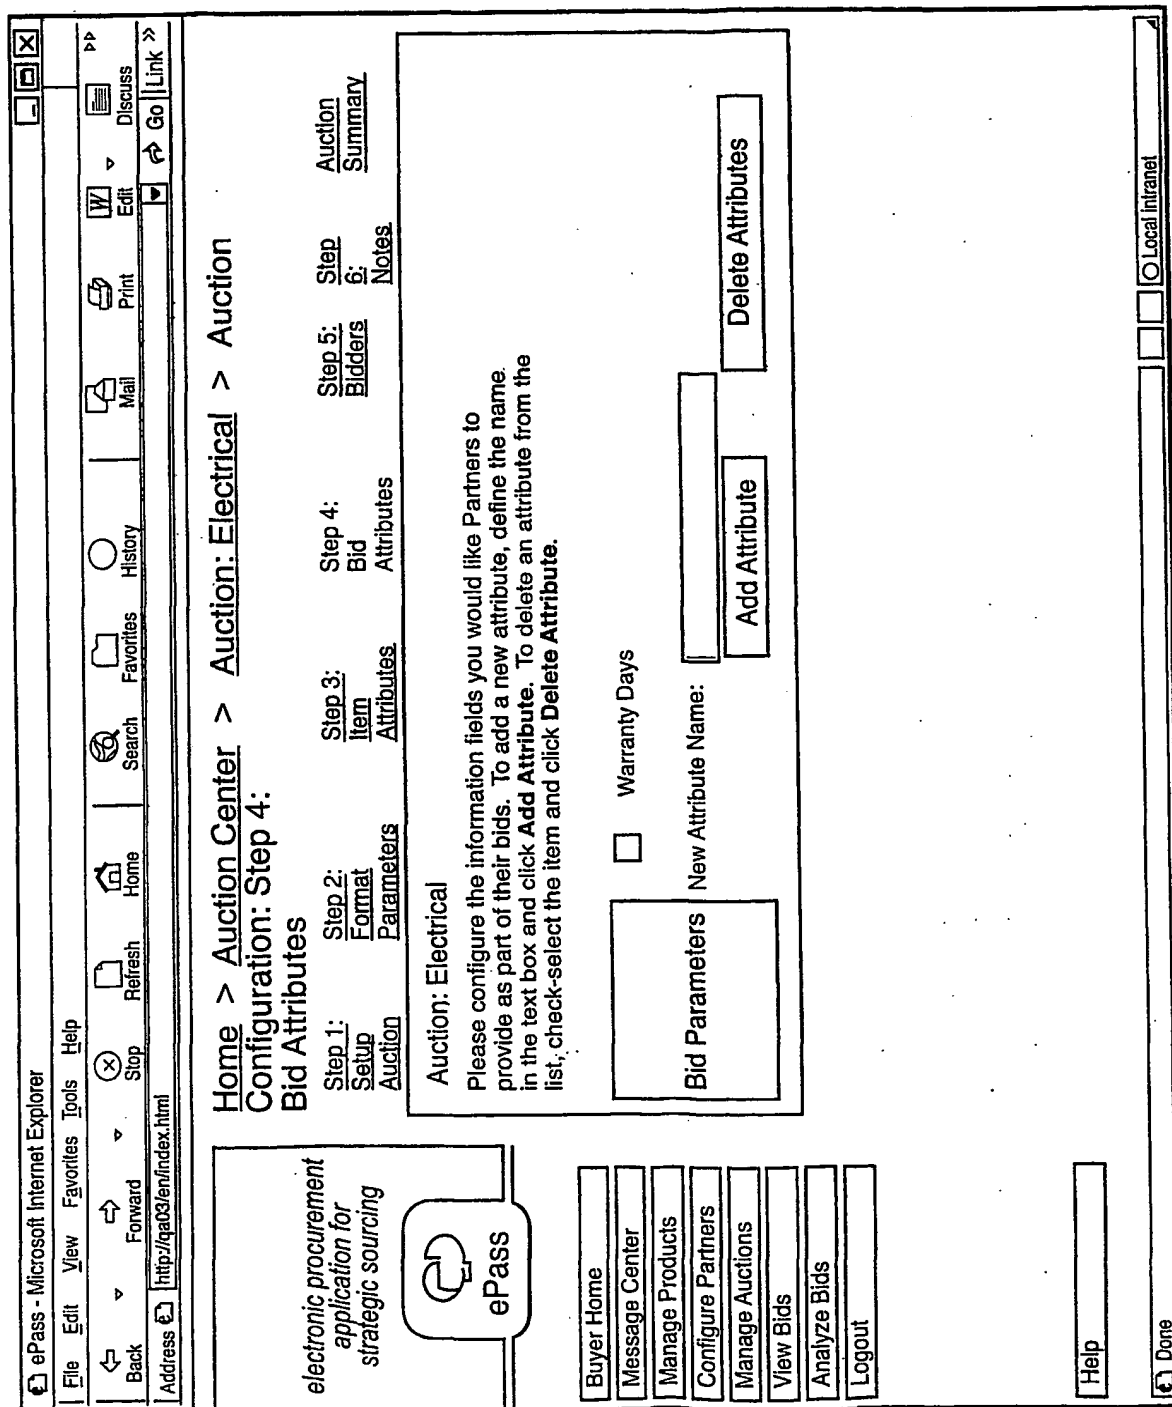 ePass - Microsoft Internet Explorer
File Edit View Favorites Tools Help
Back Forward Stop Refresh Home Search Favorites History Mail Print Edit Discuss
Address http://qa03/en/index.html Go Link »
electronic procurement
application for
strategic sourcing
ePass
Buyer Home
Message Center
Manage Products
Configure Partners
Manage Auctions
View Bids
Analyze Bids
Logout
Help
Home > Auction Center > Auction: Electrical > Auction
Configuration: Step 4:
Bid Attributes
Step 1:
Setup
Auction
Step 2:
Format
Parameters
Step 3:
Item
Attributes
Step 4:
Bid
Attributes
Step 5:
Bidders
Step
6:
Notes
Auction
Summary
Auction: Electrical
Please configure the information fields you would like Partners to
provide as part of their bids. To add a new attribute, define the name.
in the text box and click Add Attribute. To delete an attribute from the
list, check-select the item and click Delete Attribute.
Warranty Days
Bid Parameters
New Attribute Name:
Add Attribute
Delete Attributes
Done
Local intranet